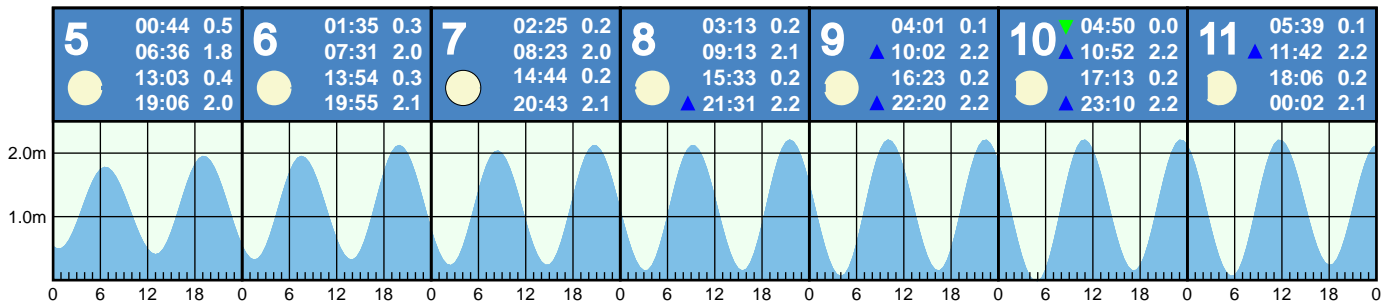 5
00:44 0.5
06:36 1.8
13:03 0.4
19:06 2.0
6
01:35 0.3
07:31 2.0
13:54 0.3
19:55 2.1
7
02:25 0.2
08:23 2.0
14:44 0.2
20:43 2.1
8
03:13 0.2
09:13 2.1
15:33 0.2
▲ 21:31 2.2
9
04:01 0.1
▲ 10:02 2.2
16:23 0.2
▲ 22:20 2.2
10
▼ 04:50 0.0
▲ 10:52 2.2
17:13 0.2
▲ 23:10 2.2
11
05:39 0.1
▲ 11:42 2.2
18:06 0.2
00:02 2.1
2.0m
1.0m
0 6 12 18 0 6 12 18 0 6 12 18 0 6 12 18 0 6 12 18 0 6 12 18 0 6 12 18 0